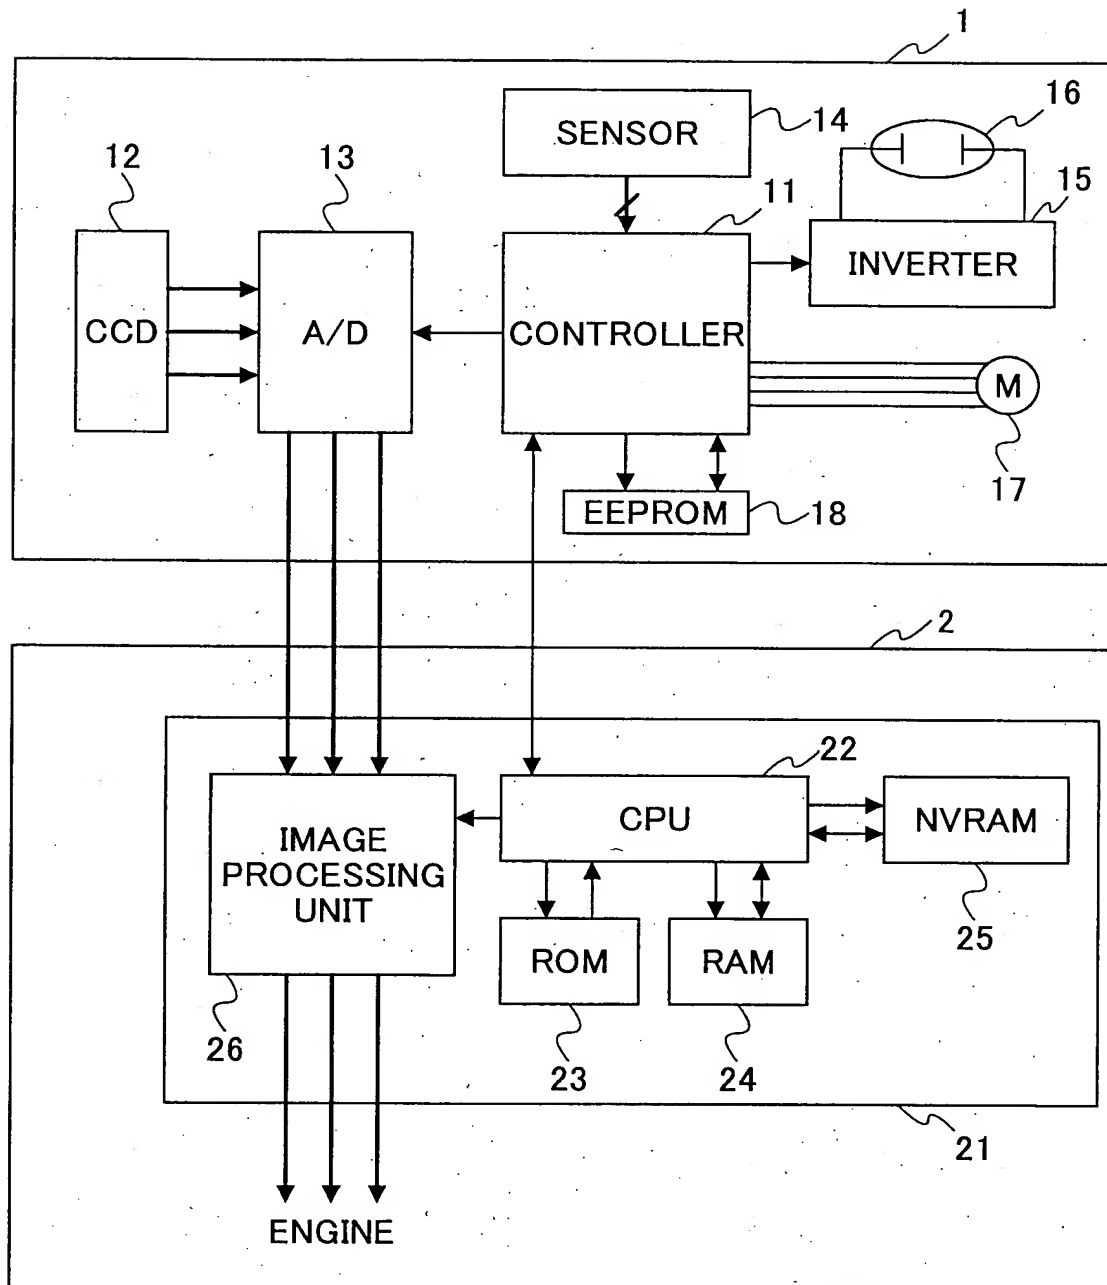 1
SENSOR
14
16
12
13
11
15
CCD
A/D
CONTROLLER
INVERTER
M
17
EEPROM
18
2
22
IMAGE
PROCESSING
UNIT
CPU
NVRAM
25
ROM
RAM
26
23
24
21
ENGINE